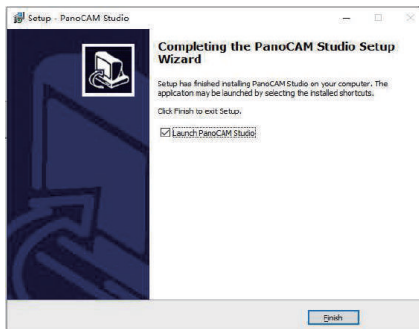 Setup - PanoCAM Studio
Completing the PanoCAM Studio Setup
Wizard
Setup has finished installing PanoCAM Studio on your computer. The
application may be launched by selecting the installed shortcuts.
Click Finish to exit Setup.
Launch PanoCAM Studio
Finish